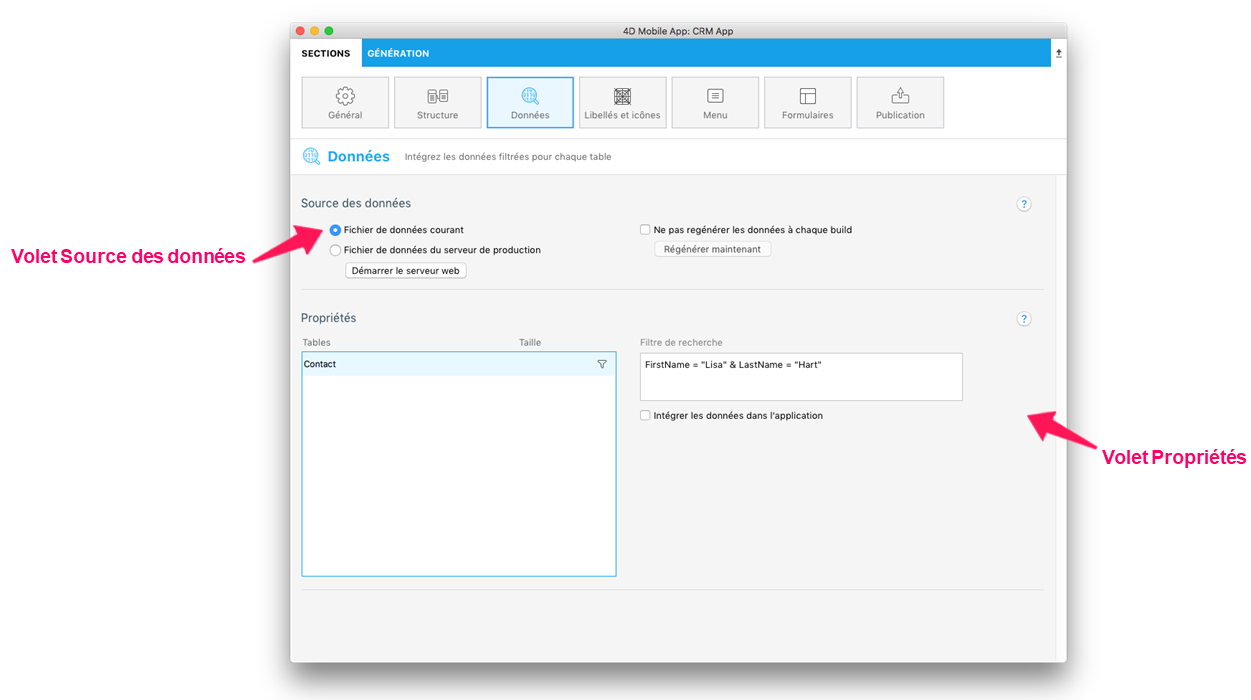 4D Mobile App: CRM App
SECTIONS GÉNÉRATION
Général Structure Données Libellés et icônes Menu Formulaires Publication
Données Intégrez les données filtrées pour chaque table
Source des données ?
Fichier de données courant Ne pas regénérer les données à chaque build
Fichier de données du serveur de production Régénérer maintenant
Volet Source des données
Démarrer le serveur web
Propriétés ?
Tables Taille Filtre de recherche
Contact FirstName = "Lisa" & LastName = "Hart"
Intégrer les données dans l'application
Volet Propriétés